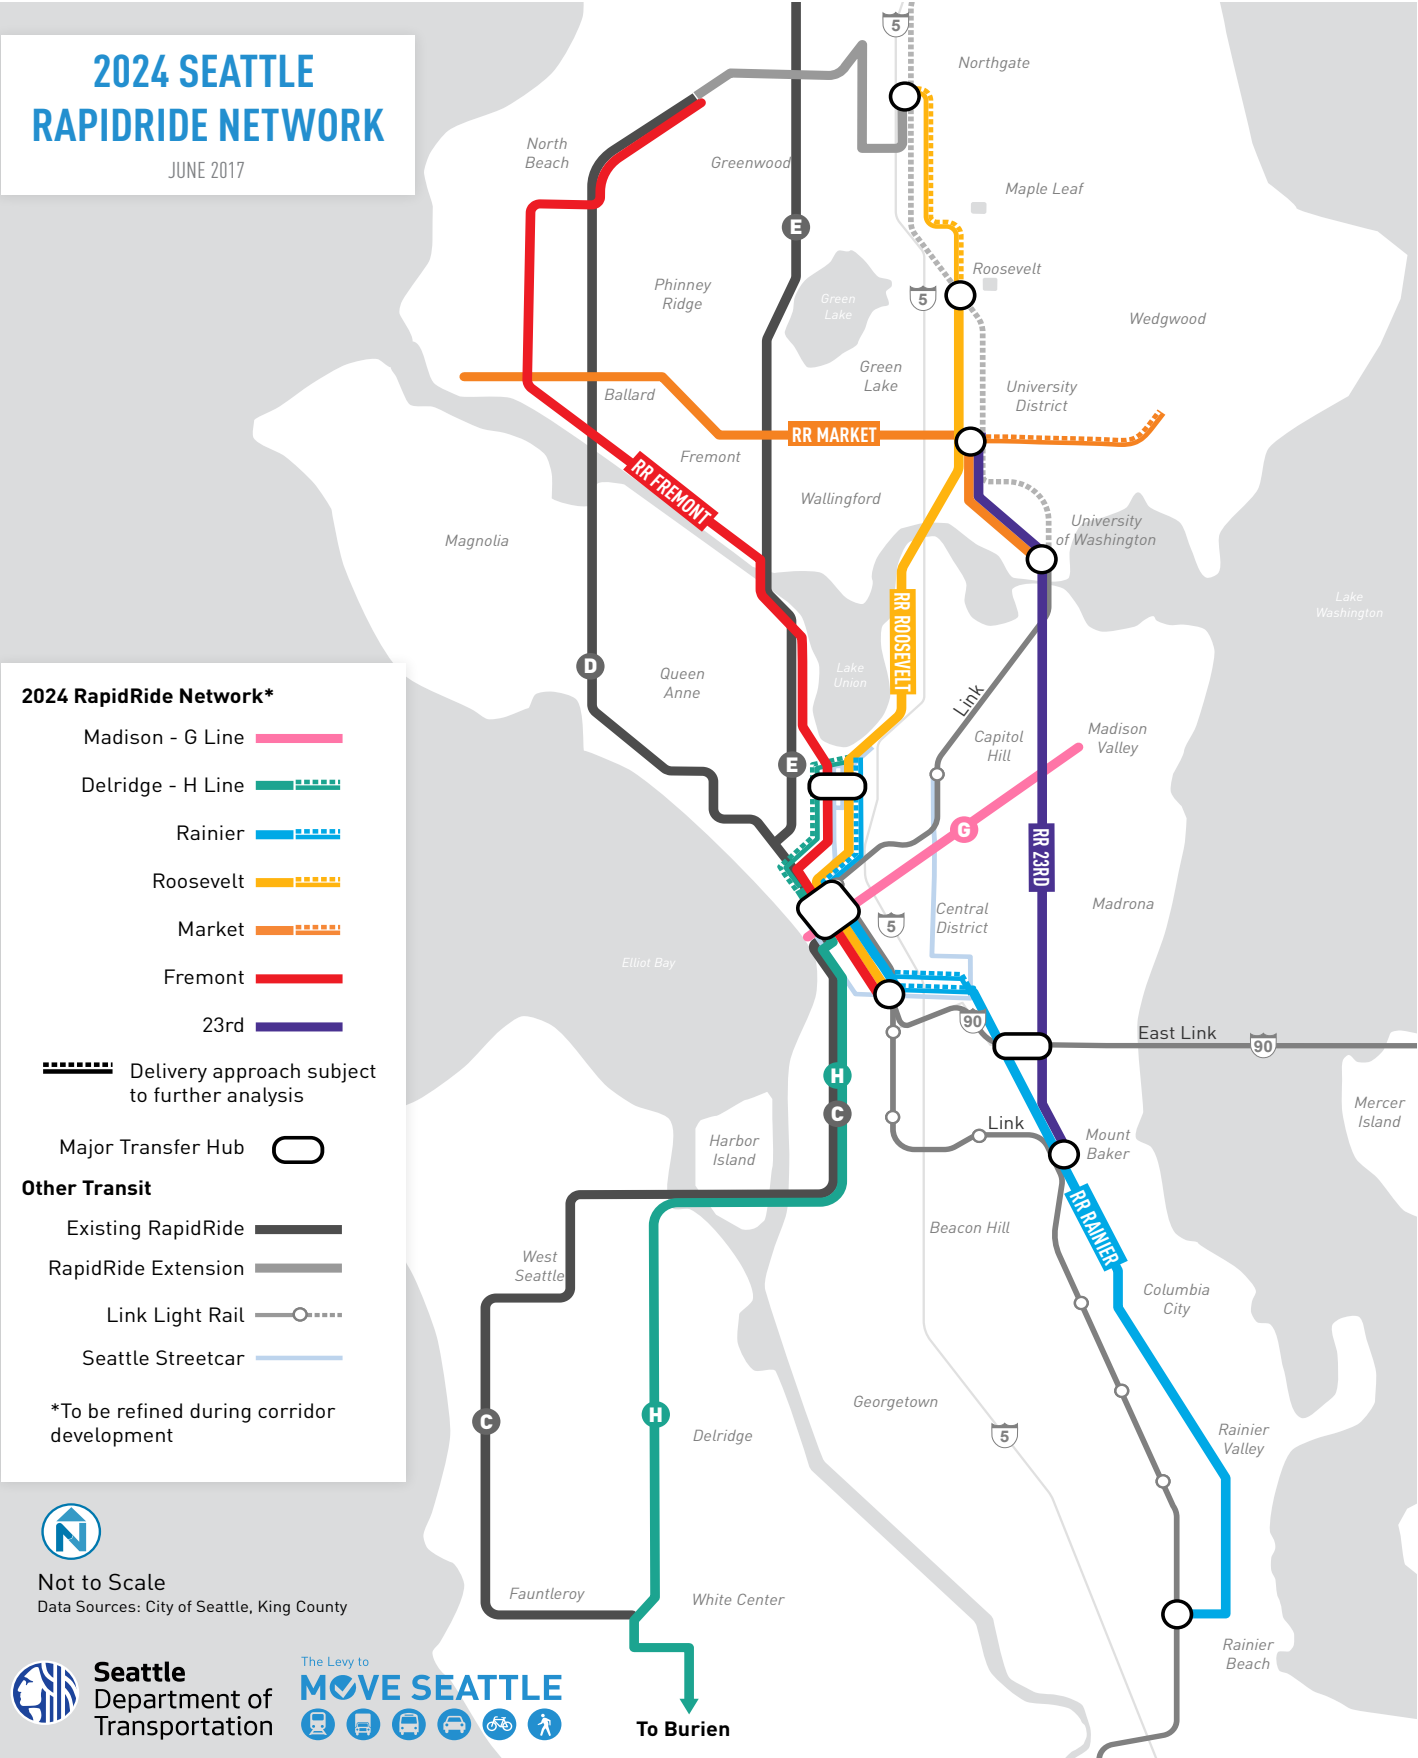 2024 SEATTLE
RAPIDRIDE NETWORK
JUNE 2017
5
Northgate
North
Beach
Greenwood
Maple Leaf
E
Roosevelt
Phinney
Ridge
Green
Lake
5
Wedgwood
Green
Lake
University
District
Ballard
RR MARKET
Fremont
RR FREMONT
Wallingford
Magnolia
University
of Washington
Lake
Washington
RR ROOSEVELT
D
Queen
Anne
Lake
Union
Link
Capitol
Hill
Madison
Valley
E
G
RR 23RD
Central
District
Madrona
5
Elliot Bay
90
East Link
90
H
C
Mercer
Island
Link
Harbor
Island
Mount
Baker
RR RAINIER
Beacon Hill
West
Seattle
Columbia
City
Georgetown
C
H
Delridge
5
Rainier
Valley
Fauntleroy
White Center
Rainier
Beach
To Burien
2024 RapidRide Network*
Madison - G Line
Delridge - H Line
Rainier
Roosevelt
Market
Fremont
23rd
Delivery approach subject
to further analysis
Major Transfer Hub
Other Transit
Existing RapidRide
RapidRide Extension
Link Light Rail
Seattle Streetcar
*To be refined during corridor
development
N
Not to Scale
Data Sources: City of Seattle, King County
Seattle
Department of
Transportation
The Levy to
MOVE SEATTLE